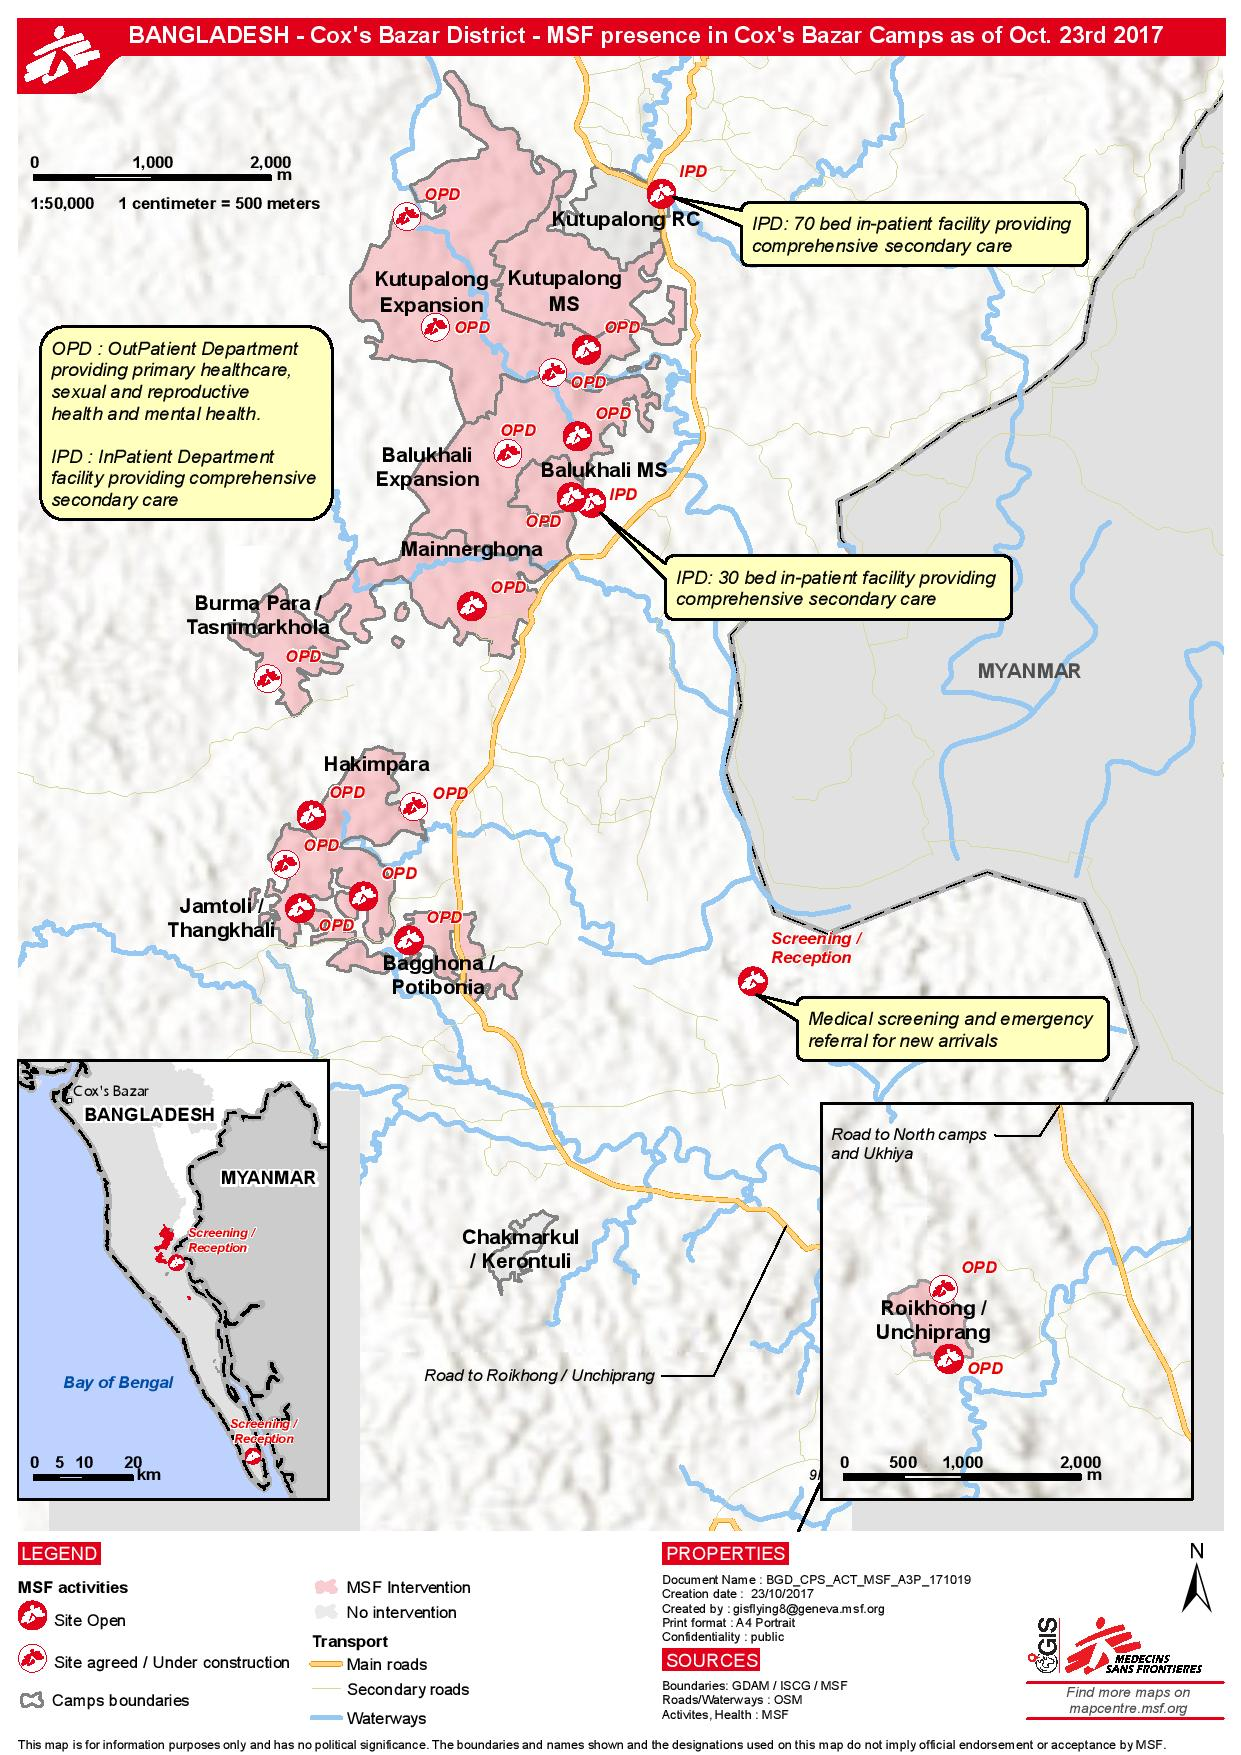 BANGLADESH - Cox's Bazar District - MSF presence in Cox's Bazar Camps as of Oct. 23rd 2017
0 1,000 2,000
m
1:50,000 1 centimeter = 500 meters
IPD
OPD
Kutupalong RC
IPD: 70 bed in-patient facility providing
comprehensive secondary care
Kutupalong
Expansion
Kutupalong
MS
OPD
OPD
OPD : OutPatient Department
providing primary healthcare,
sexual and reproductive
health and mental health.
IPD : InPatient Department
facility providing comprehensive
secondary care
OPD
OPD
OPD
Balukhali
Expansion
Balukhali MS
IPD
OPD
Mainnerghona
IPD: 30 bed in-patient facility providing
comprehensive secondary care
OPD
Burma Para /
Tasnimarkhola
OPD
MYANMAR
Hakimpara
OPD
OPD
OPD
OPD
Jamtoli /
Thangkhali
OPD
OPD
Bagghona /
Potibonia
Screening /
Reception
Medical screening and emergency
referral for new arrivals
Cox's Bazar
BANGLADESH
MYANMAR
Screening /
Reception
Bay of Bengal
Screening /
Reception
0 5 10 20
km
Chakmarkul
/ Kerontuli
Road to Roikhong / Unchiprang
Road to North camps
and Ukhiya
OPD
Roikhong /
Unchiprang
OPD
0 500 1,000 2,000
m
LEGEND
MSF activities
Site Open
Site agreed / Under construction
Camps boundaries
MSF Intervention
No intervention
Transport
Main roads
Secondary roads
Waterways
PROPERTIES
Document Name : BGD_CPS_ACT_MSF_A3P_171019
Creation date : 23/10/2017
Created by : gisflying8@geneva.msf.org
Print format : A4 Portrait
Confidentiality : public
SOURCES
Boundaries: GDAM / ISCG / MSF
Roads/Waterways : OSM
Activites, Health : MSF
N
GIS
MEDECINS
SANS FRONTIERES
Find more maps on
mapcentre.msf.org
This map is for information purposes only and has no political significance. The boundaries and names shown and the designations used on this map do not imply official endorsement or acceptance by MSF.